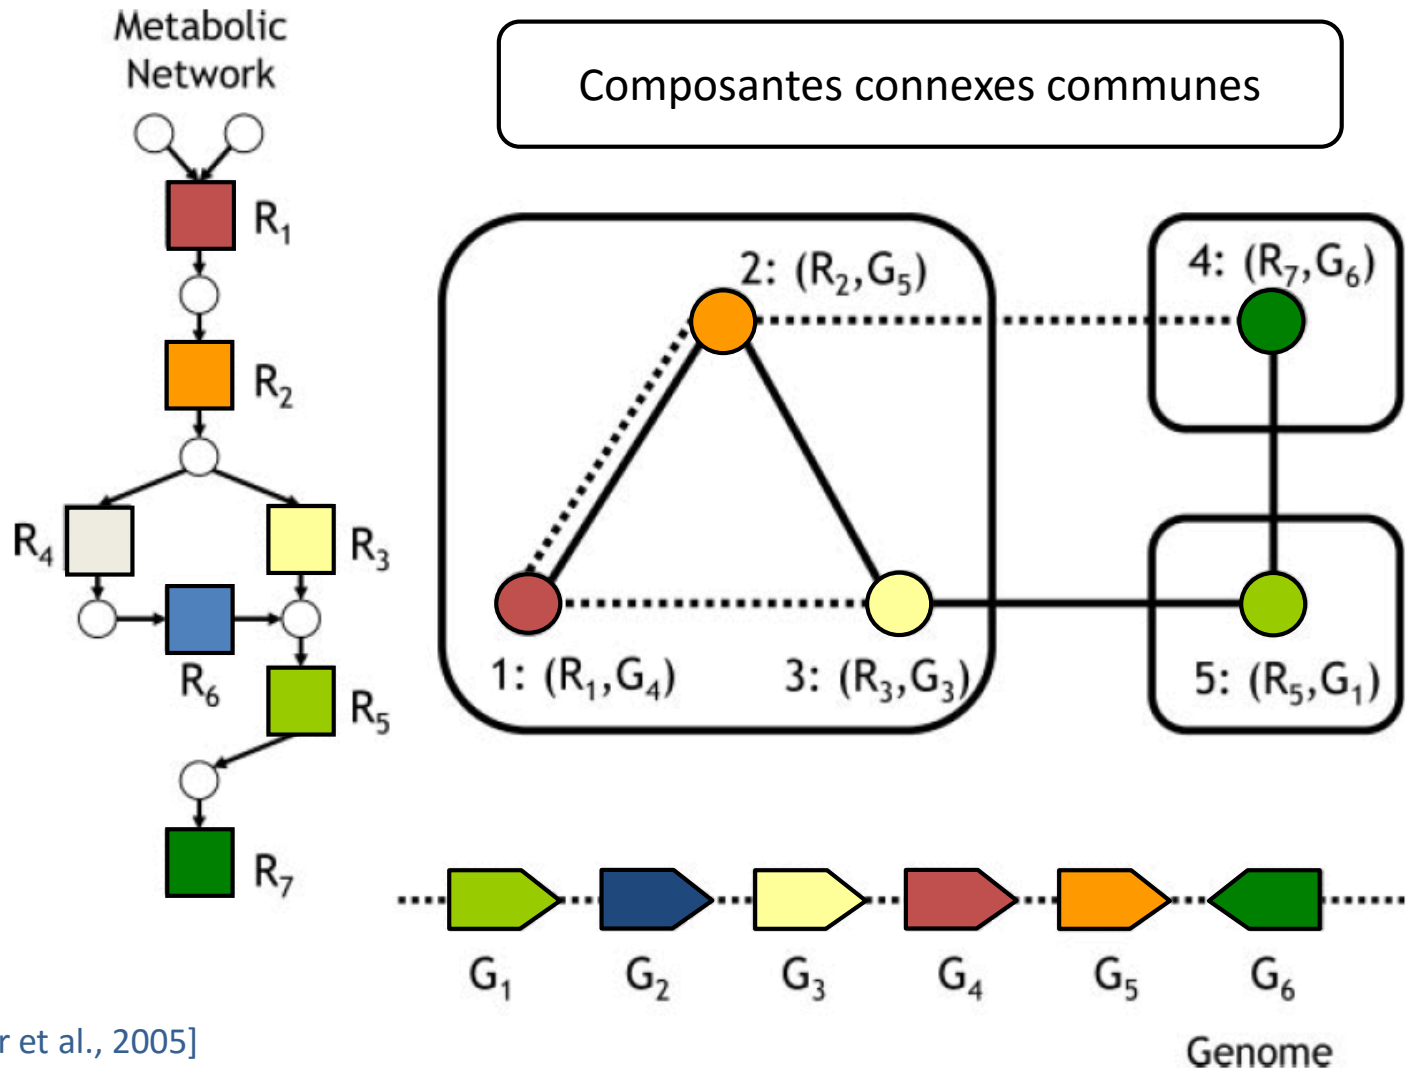 Metabolic
Network
Composantes connexes communes
R1
R2
R4
R3
R6
R5
R7
2: (R2,G5)
4: (R7,G6)
1: (R1,G4)
3: (R3,G3)
5: (R5,G1)
G1 G2 G3 G4 G5 G6
Genome
r et al., 2005]